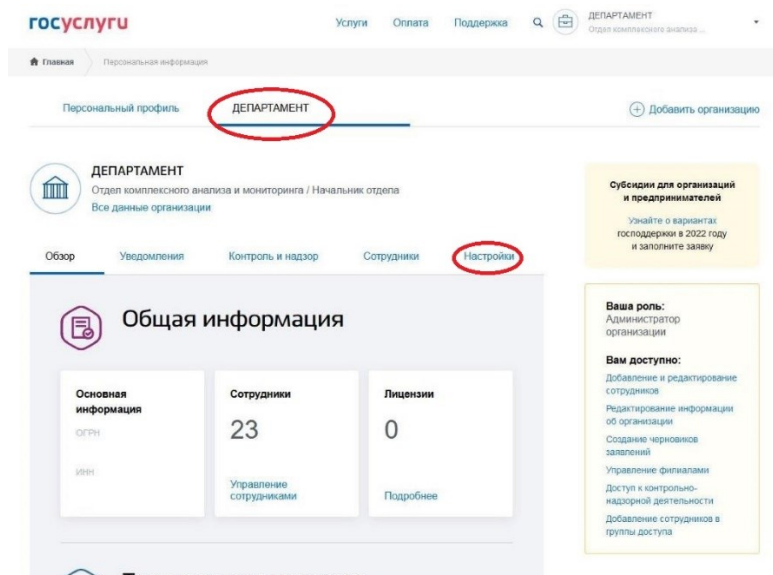 госуслуги
Услуги Оплата Поддержка
ДЕПАРТАМЕНТ
Отдел комплексного анализа ...
Главная Персональная информация
Персональный профиль ДЕПАРТАМЕНТ Добавить организацию
ДЕПАРТАМЕНТ
Отдел комплексного анализа и мониторинга / Начальник отдела
Все данные организации
Обзор Уведомления Контроль и надзор Сотрудники Настройки
Общая информация
Основная
информация
ОГРН
ИНН
Сотрудники
23
Управление
сотрудниками
Лицензии
0
Подробнее
Субсидии для организаций
и предпринимателей
Узнайте о вариантах
господдержки в 2022 году
и заполните заявку
Ваша роль:
Администратор
организации
Вам доступно:
Добавление и редактирование
сотрудников
Редактирование информации
об организации
Создание черновиков
заявлений
Управление филиалами
Доступ к контрольно-
надзорной деятельности
Добавление сотрудников в
группы доступа